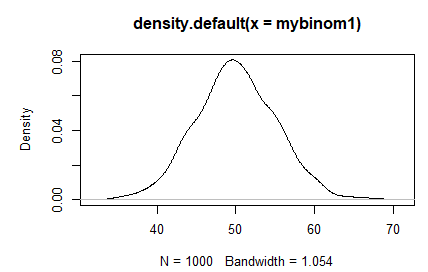 density.default(x = mybinom1)
Density
0.08
0.04
0.00
40 50 60 70
N = 1000 Bandwidth = 1.054